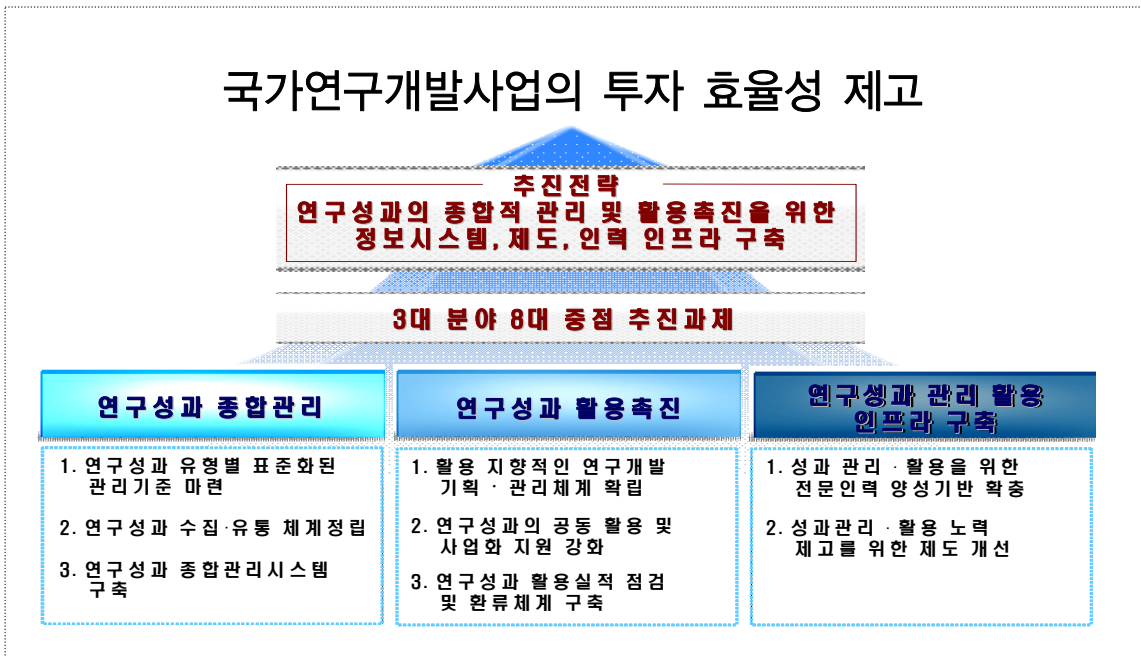 국가연구개발사업의 투자 효율성 제고
추진전략
연구성과의 종합적 관리 및 활용촉진을 위한
정보시스템, 제도, 인력 인프라 구축
3대 분야 8대 중점 추진과제
연구성과 종합관리
1. 연구성과 유형별 표준화된
관리기준 마련
2. 연구성과 수집·유통 체계정립
3. 연구성과 종합관리시스템
구축
연구성과 활용촉진
1. 활용 지향적인 연구개발
기획 · 관리체계 확립
2. 연구성과의 공동 활용 및
사업화 지원 강화
3. 연구성과 활용실적 점검
및 환류체계 구축
연구성과 관리 활용
인프라 구축
1. 성과 관리 · 활용을 위한
전문인력 양성기반 확충
2. 성과관리 · 활용 노력
제고를 위한 제도 개선